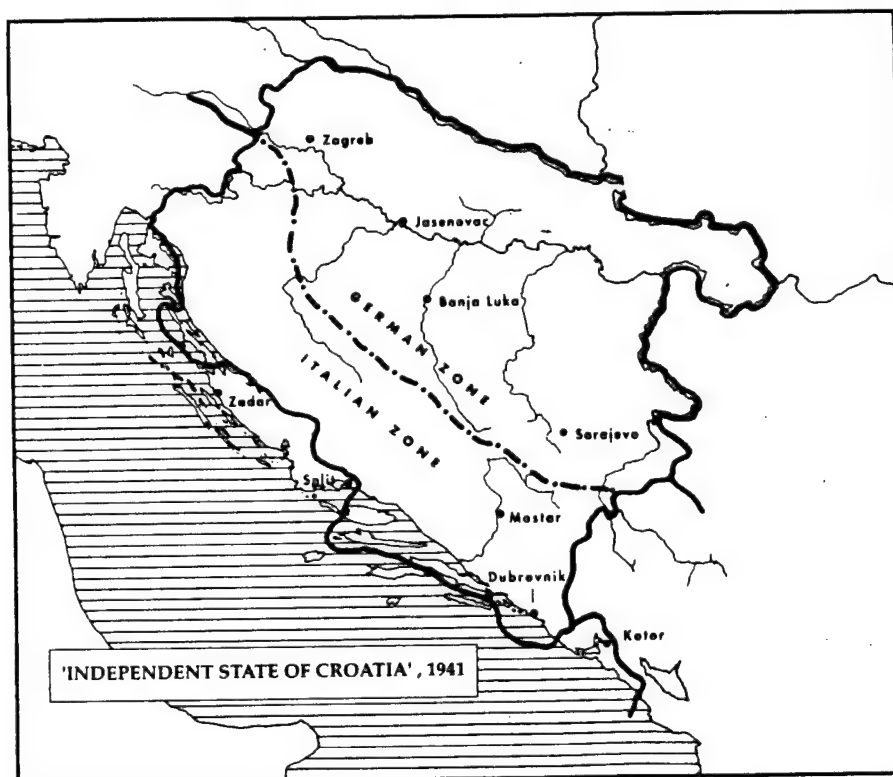 Zagreb
Jasenovac
Banja Luka
GERMAN ZONE
ITALIAN ZONE
Zadar
Sarajevo
Split
Mostar
Dubrovnik
Kotor
'INDEPENDENT STATE OF CROATIA', 1941